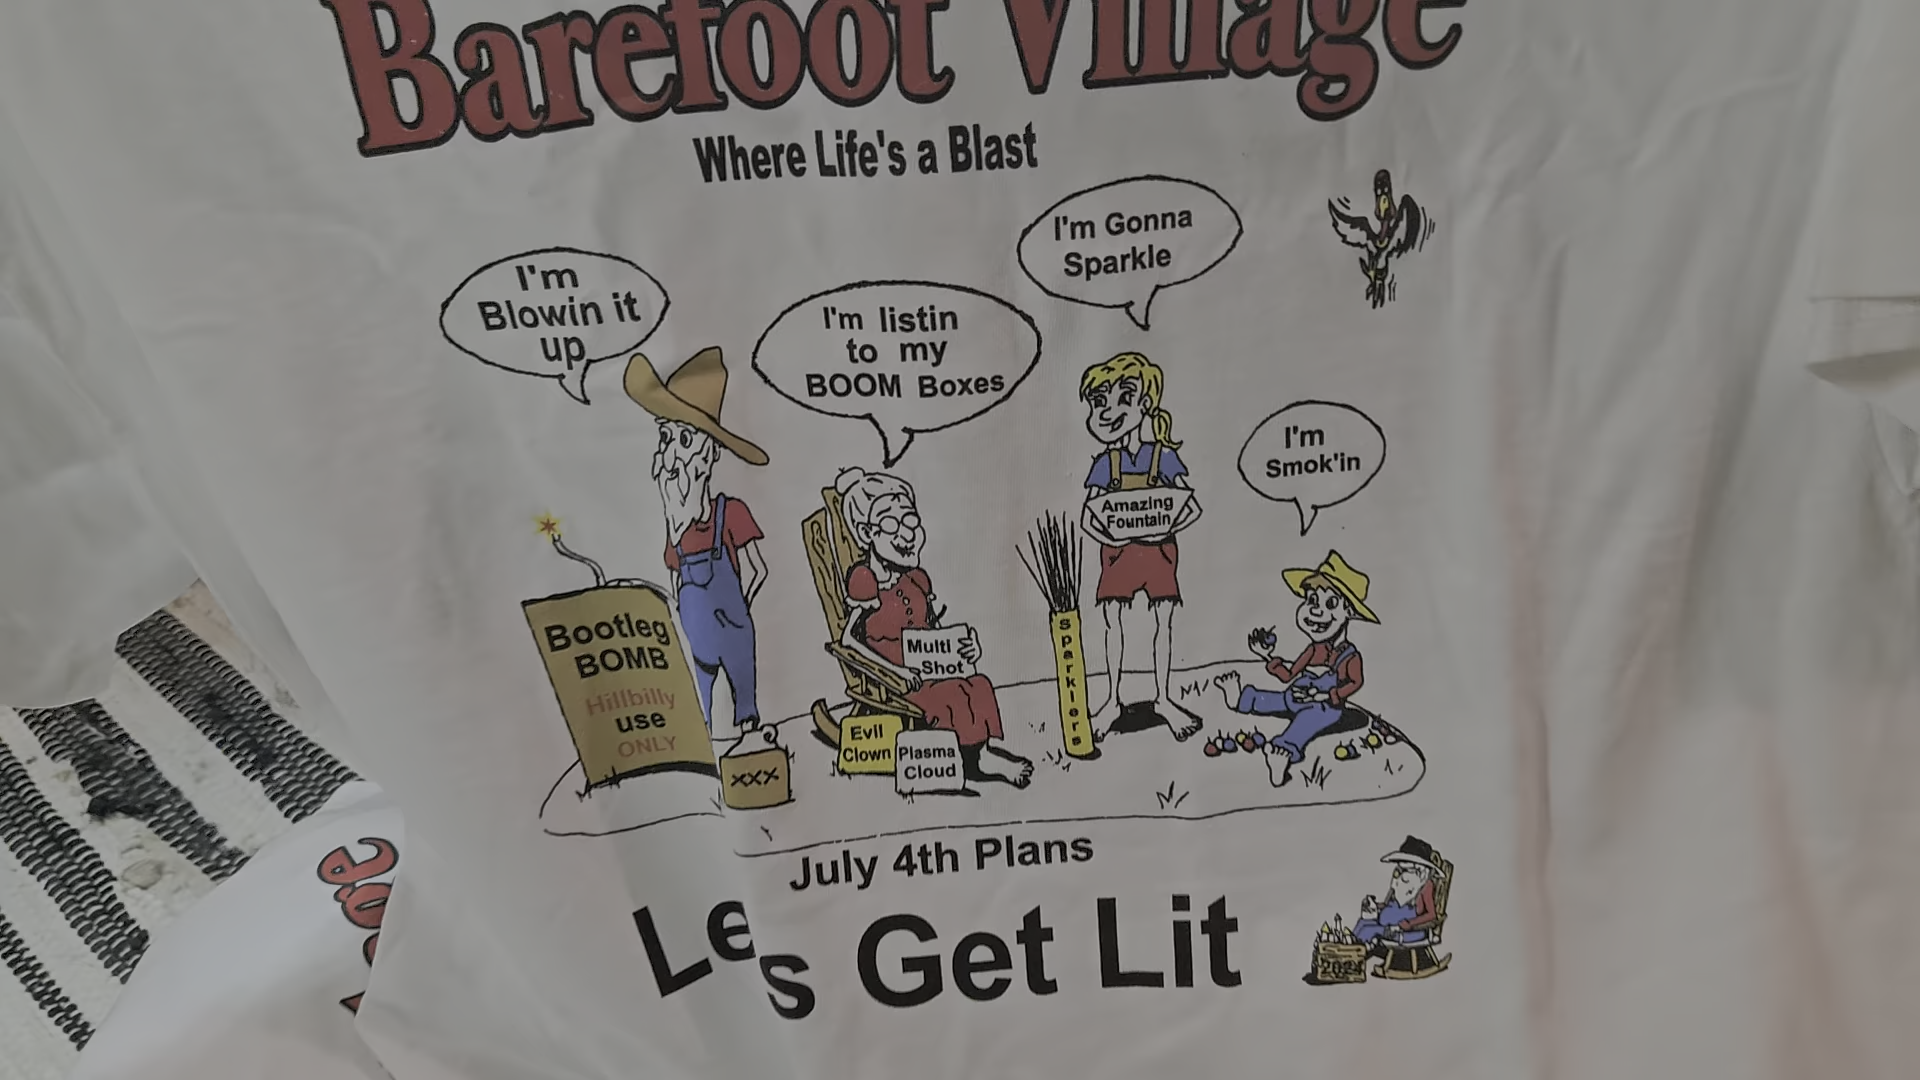 Barefoot Village
Where Life's a Blast
I'm
Blowin it
up
I'm listin
to my
BOOM Boxes
I'm Gonna
Sparkle
I'm
Smok'in
Amazing
Fountain
Bootleg
BOMB
Hillbilly
use
ONLY
XXX
Multi
Shot
Evil
Clown
Plasma
Cloud
Sparklers
July 4th Plans
Les Get Lit
2024